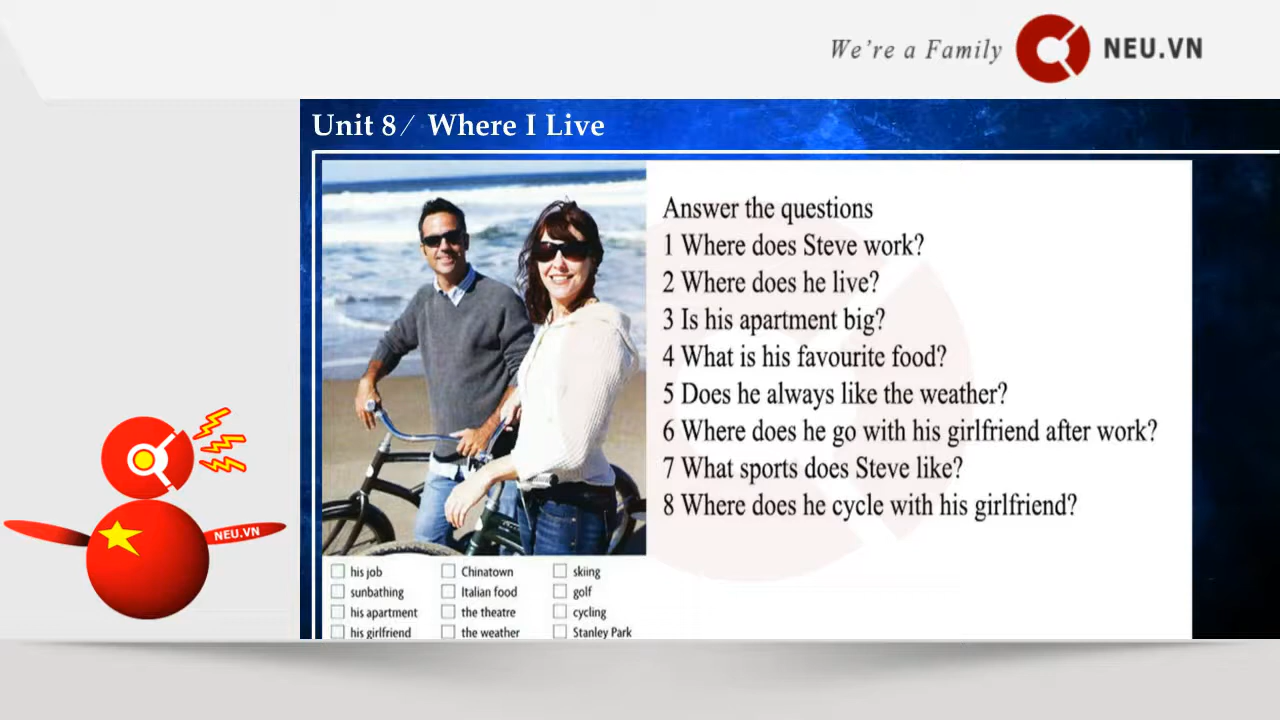 We're a Family
NEU.VN
Unit 8/ Where I Live
Answer the questions
1 Where does Steve work?
2 Where does he live?
3 Is his apartment big?
4 What is his favourite food?
5 Does he always like the weather?
6 Where does he go with his girlfriend after work?
7 What sports does Steve like?
8 Where does he cycle with his girlfriend?
NEU.VN
his job
sunbathing
his apartment
his girlfriend
Chinatown
Italian food
the theatre
the weather
skiing
golf
cycling
Stanley Park